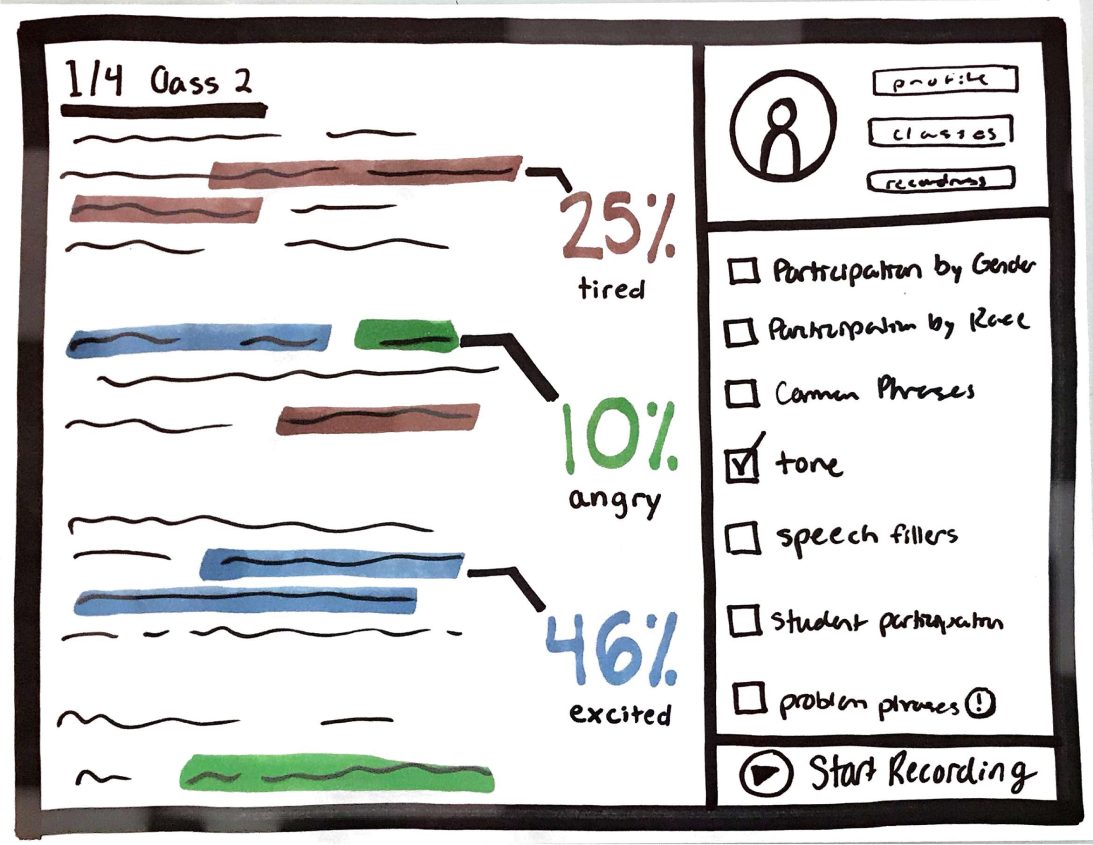 1/4 Class 2
25%
tired
10%
angry
46%
excited
profile
classes
recordings
Participation by Gender
Participation by Race
Common Phrases
tone
speech fillers
student participation
problem phrases !
Start Recording